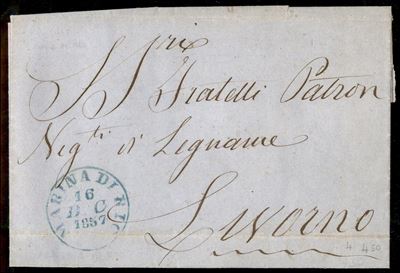 S.ri
Fratelli Patron
Neg.ti di Legname
Livorno
MARINA DI RIO
16
DIC
1857
4 450